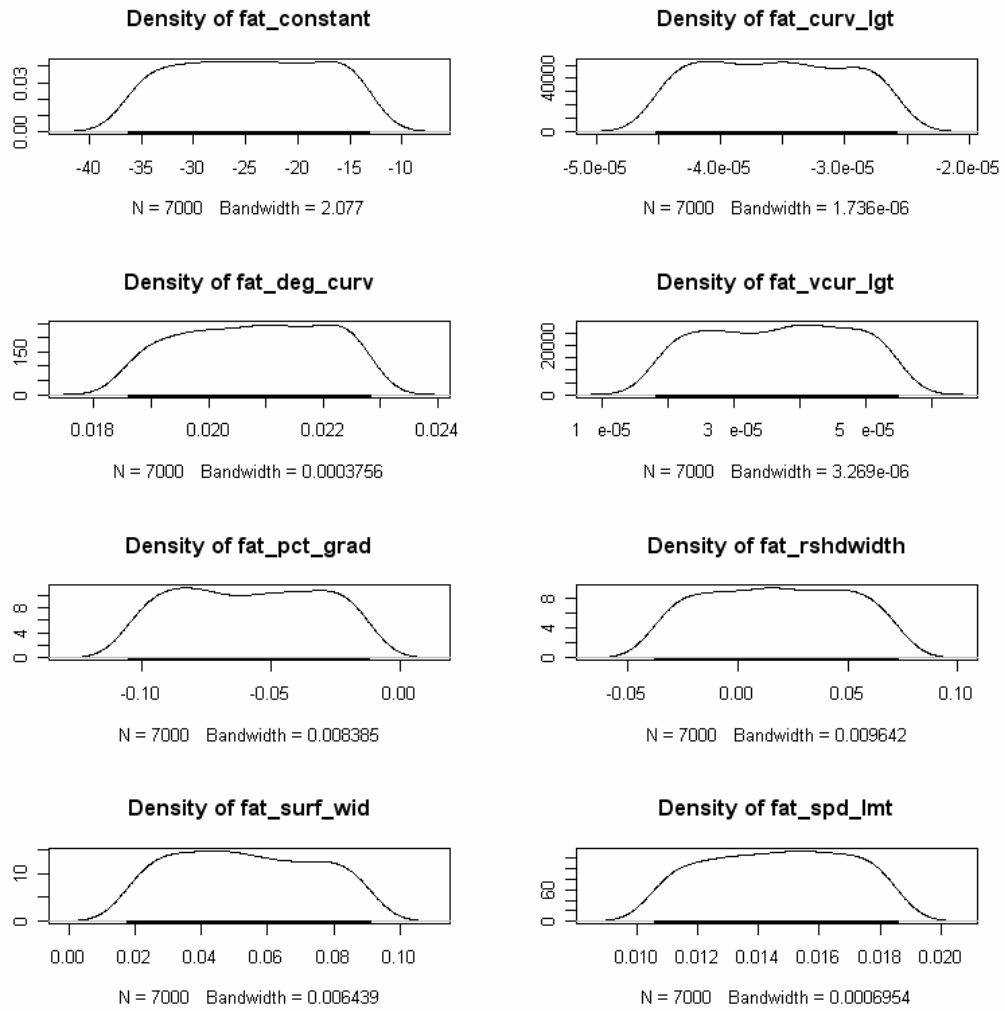 Density of fat_constant
0.00 0.03
-40 -35 -30 -25 -20 -15 -10
N = 7000 Bandwidth = 2.077
Density of fat_curv_lgt
0 40000
-5.0e-05 -4.0e-05 -3.0e-05 -2.0e-05
N = 7000 Bandwidth = 1.736e-06
Density of fat_deg_curv
0 150
0.018 0.020 0.022 0.024
N = 7000 Bandwidth = 0.0003756
Density of fat_vcur_lgt
0 20000
1 e-05 3 e-05 5 e-05
N = 7000 Bandwidth = 3.269e-06
Density of fat_pct_grad
0 4 8
-0.10 -0.05 0.00
N = 7000 Bandwidth = 0.008385
Density of fat_rshdwidth
0 4 8
-0.05 0.00 0.05 0.10
N = 7000 Bandwidth = 0.009642
Density of fat_surf_wid
0 10
0.00 0.02 0.04 0.06 0.08 0.10
N = 7000 Bandwidth = 0.006439
Density of fat_spd_lmt
0 60
0.010 0.012 0.014 0.016 0.018 0.020
N = 7000 Bandwidth = 0.0006954